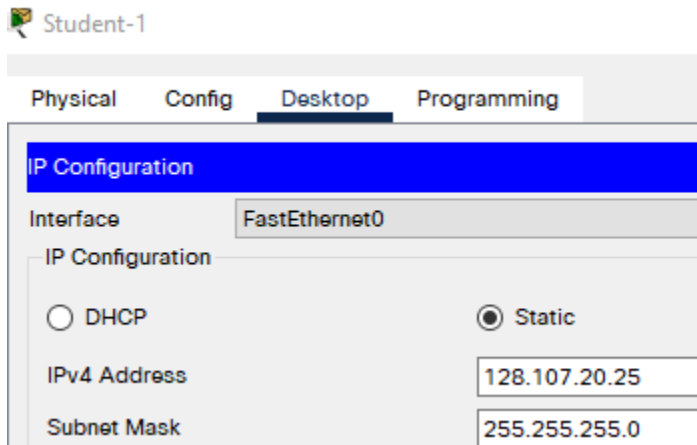 Student-1
Physical Config Desktop Programming
IP Configuration
Interface FastEthernet0
IP Configuration
DHCP Static
IPv4 Address 128.107.20.25
Subnet Mask 255.255.255.0